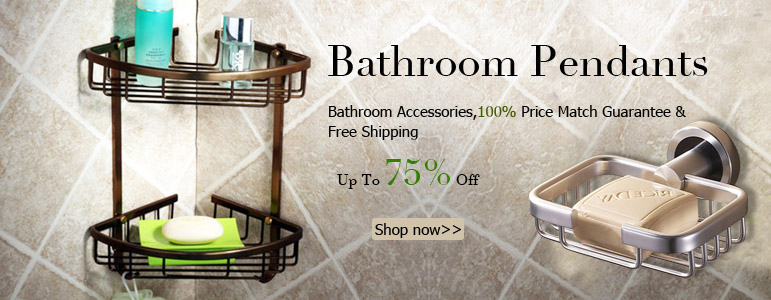 Bathroom Pendants
Bathroom Accessories,100% Price Match Guarantee &
Free Shipping
Up To 75% Off
Shop now>>